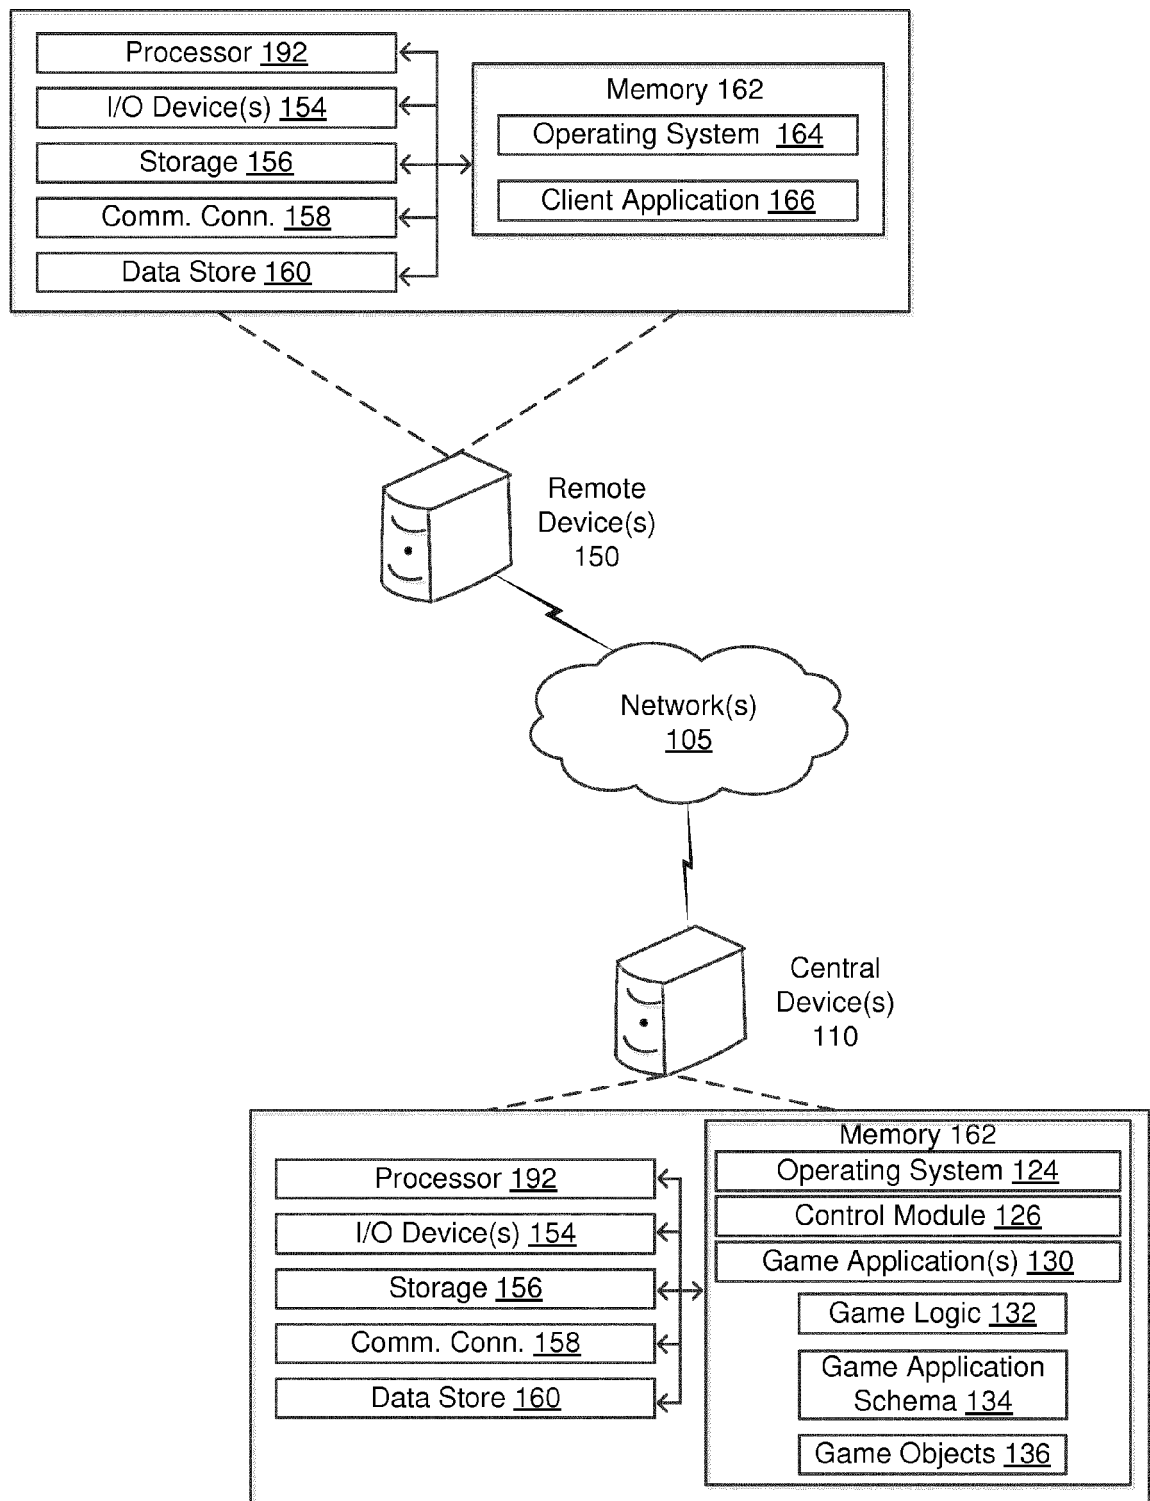 Processor 192
I/O Device(s) 154
Storage 156
Comm. Conn. 158
Data Store 160
Memory 162
Operating System 164
Client Application 166
Remote
Device(s)
150
Network(s)
105
Central
Device(s)
110
Processor 192
I/O Device(s) 154
Storage 156
Comm. Conn. 158
Data Store 160
Memory 162
Operating System 124
Control Module 126
Game Application(s) 130
Game Logic 132
Game Application
Schema 134
Game Objects 136